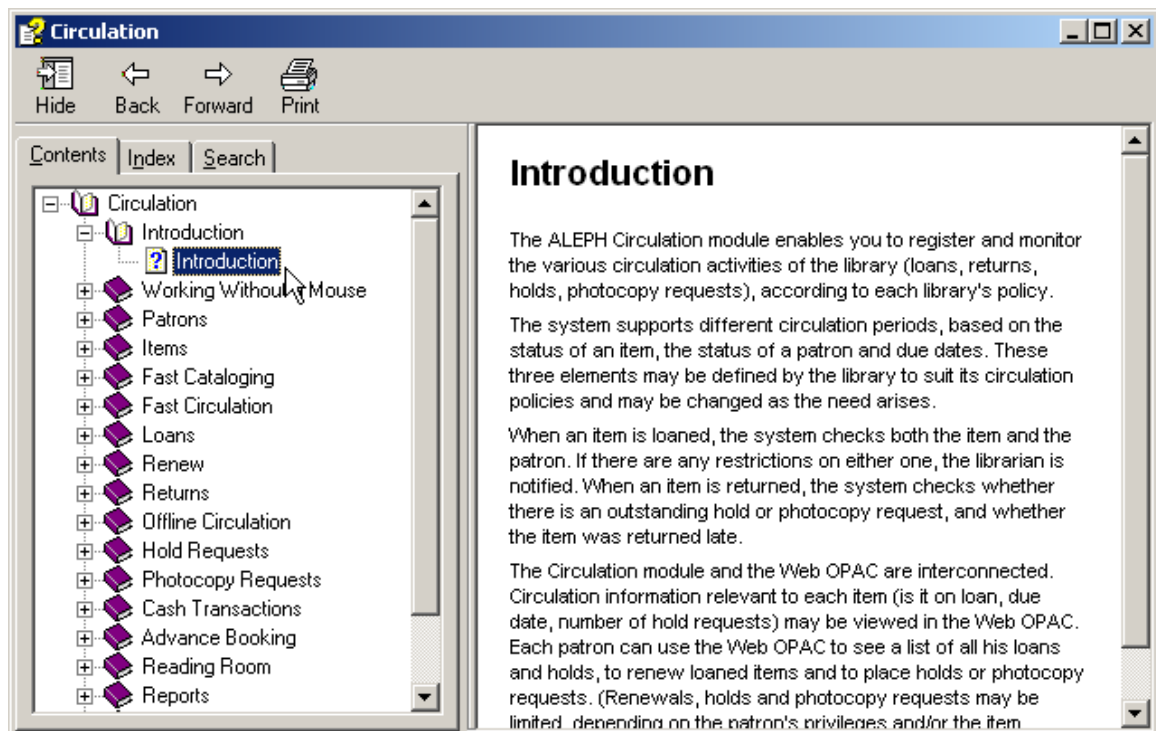 Circulation
Hide Back Forward Print
Contents Index Search
Circulation
Introduction
Introduction
Working Without Mouse
Patrons
Items
Fast Cataloging
Fast Circulation
Loans
Renew
Returns
Offline Circulation
Hold Requests
Photocopy Requests
Cash Transactions
Advance Booking
Reading Room
Reports
Introduction
The ALEPH Circulation module enables you to register and monitor
the various circulation activities of the library (loans, returns,
holds, photocopy requests), according to each library's policy.
The system supports different circulation periods, based on the
status of an item, the status of a patron and due dates. These
three elements may be defined by the library to suit its circulation
policies and may be changed as the need arises.
When an item is loaned, the system checks both the item and the
patron. If there are any restrictions on either one, the librarian is
notified. When an item is returned, the system checks whether
there is an outstanding hold or photocopy request, and whether
the item was returned late.
The Circulation module and the Web OPAC are interconnected.
Circulation information relevant to each item (is it on loan, due
date, number of hold requests) may be viewed in the Web OPAC.
Each patron can use the Web OPAC to see a list of all his loans
and holds, to renew loaned items and to place holds or photocopy
requests. (Renewals, holds and photocopy requests may be
limited, depending on the patron's privileges and/or the item